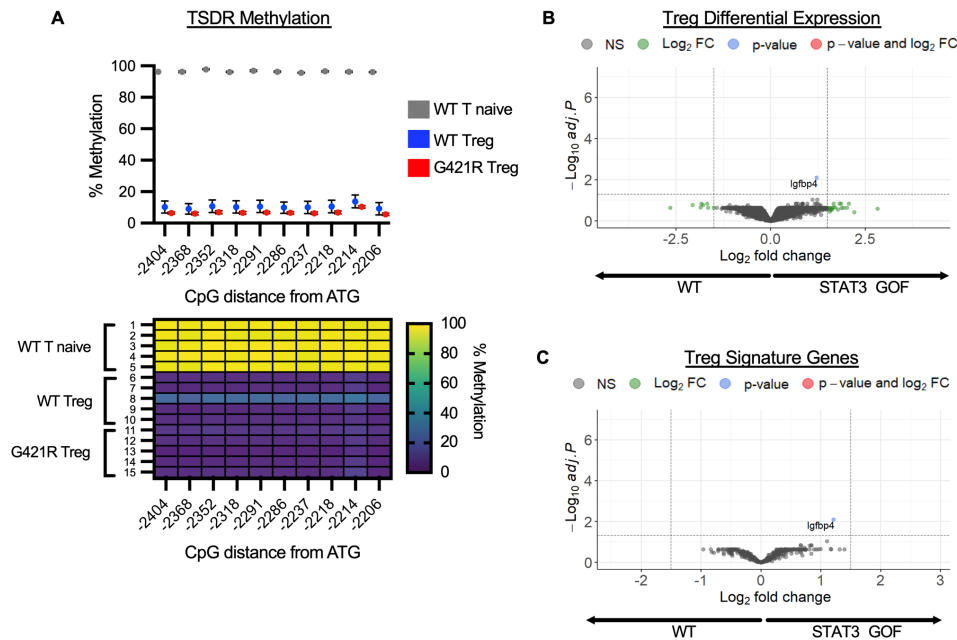 A
TSDR Methylation
100
80
60
40
20
0
% Methylation
WT T naive
WT Treg
G421R Treg
-2404
-2368
-2352
-2318
-2291
-2286
-2237
-2218
-2214
-2206
CpG distance from ATG
WT T naive
WT Treg
G421R Treg
1
2
3
4
5
6
7
8
9
10
11
12
13
14
15
100
80
60
40
20
0
% Methylation
-2404
-2368
-2352
-2318
-2291
-2286
-2237
-2218
-2214
-2206
CpG distance from ATG
B
Treg Differential Expression
NS Log₂ FC p-value p – value and log₂ FC
6
4
2
0
– Log₁₀ adj.P
Igfbp4
-2.5 0.0 2.5
Log₂ fold change
WT STAT3 GOF
C
Treg Signature Genes
NS Log₂ FC p-value p – value and log₂ FC
6
4
2
0
– Log₁₀ adj.P
Igfbp4
-2 -1 0 1 2 3
Log₂ fold change
WT STAT3 GOF